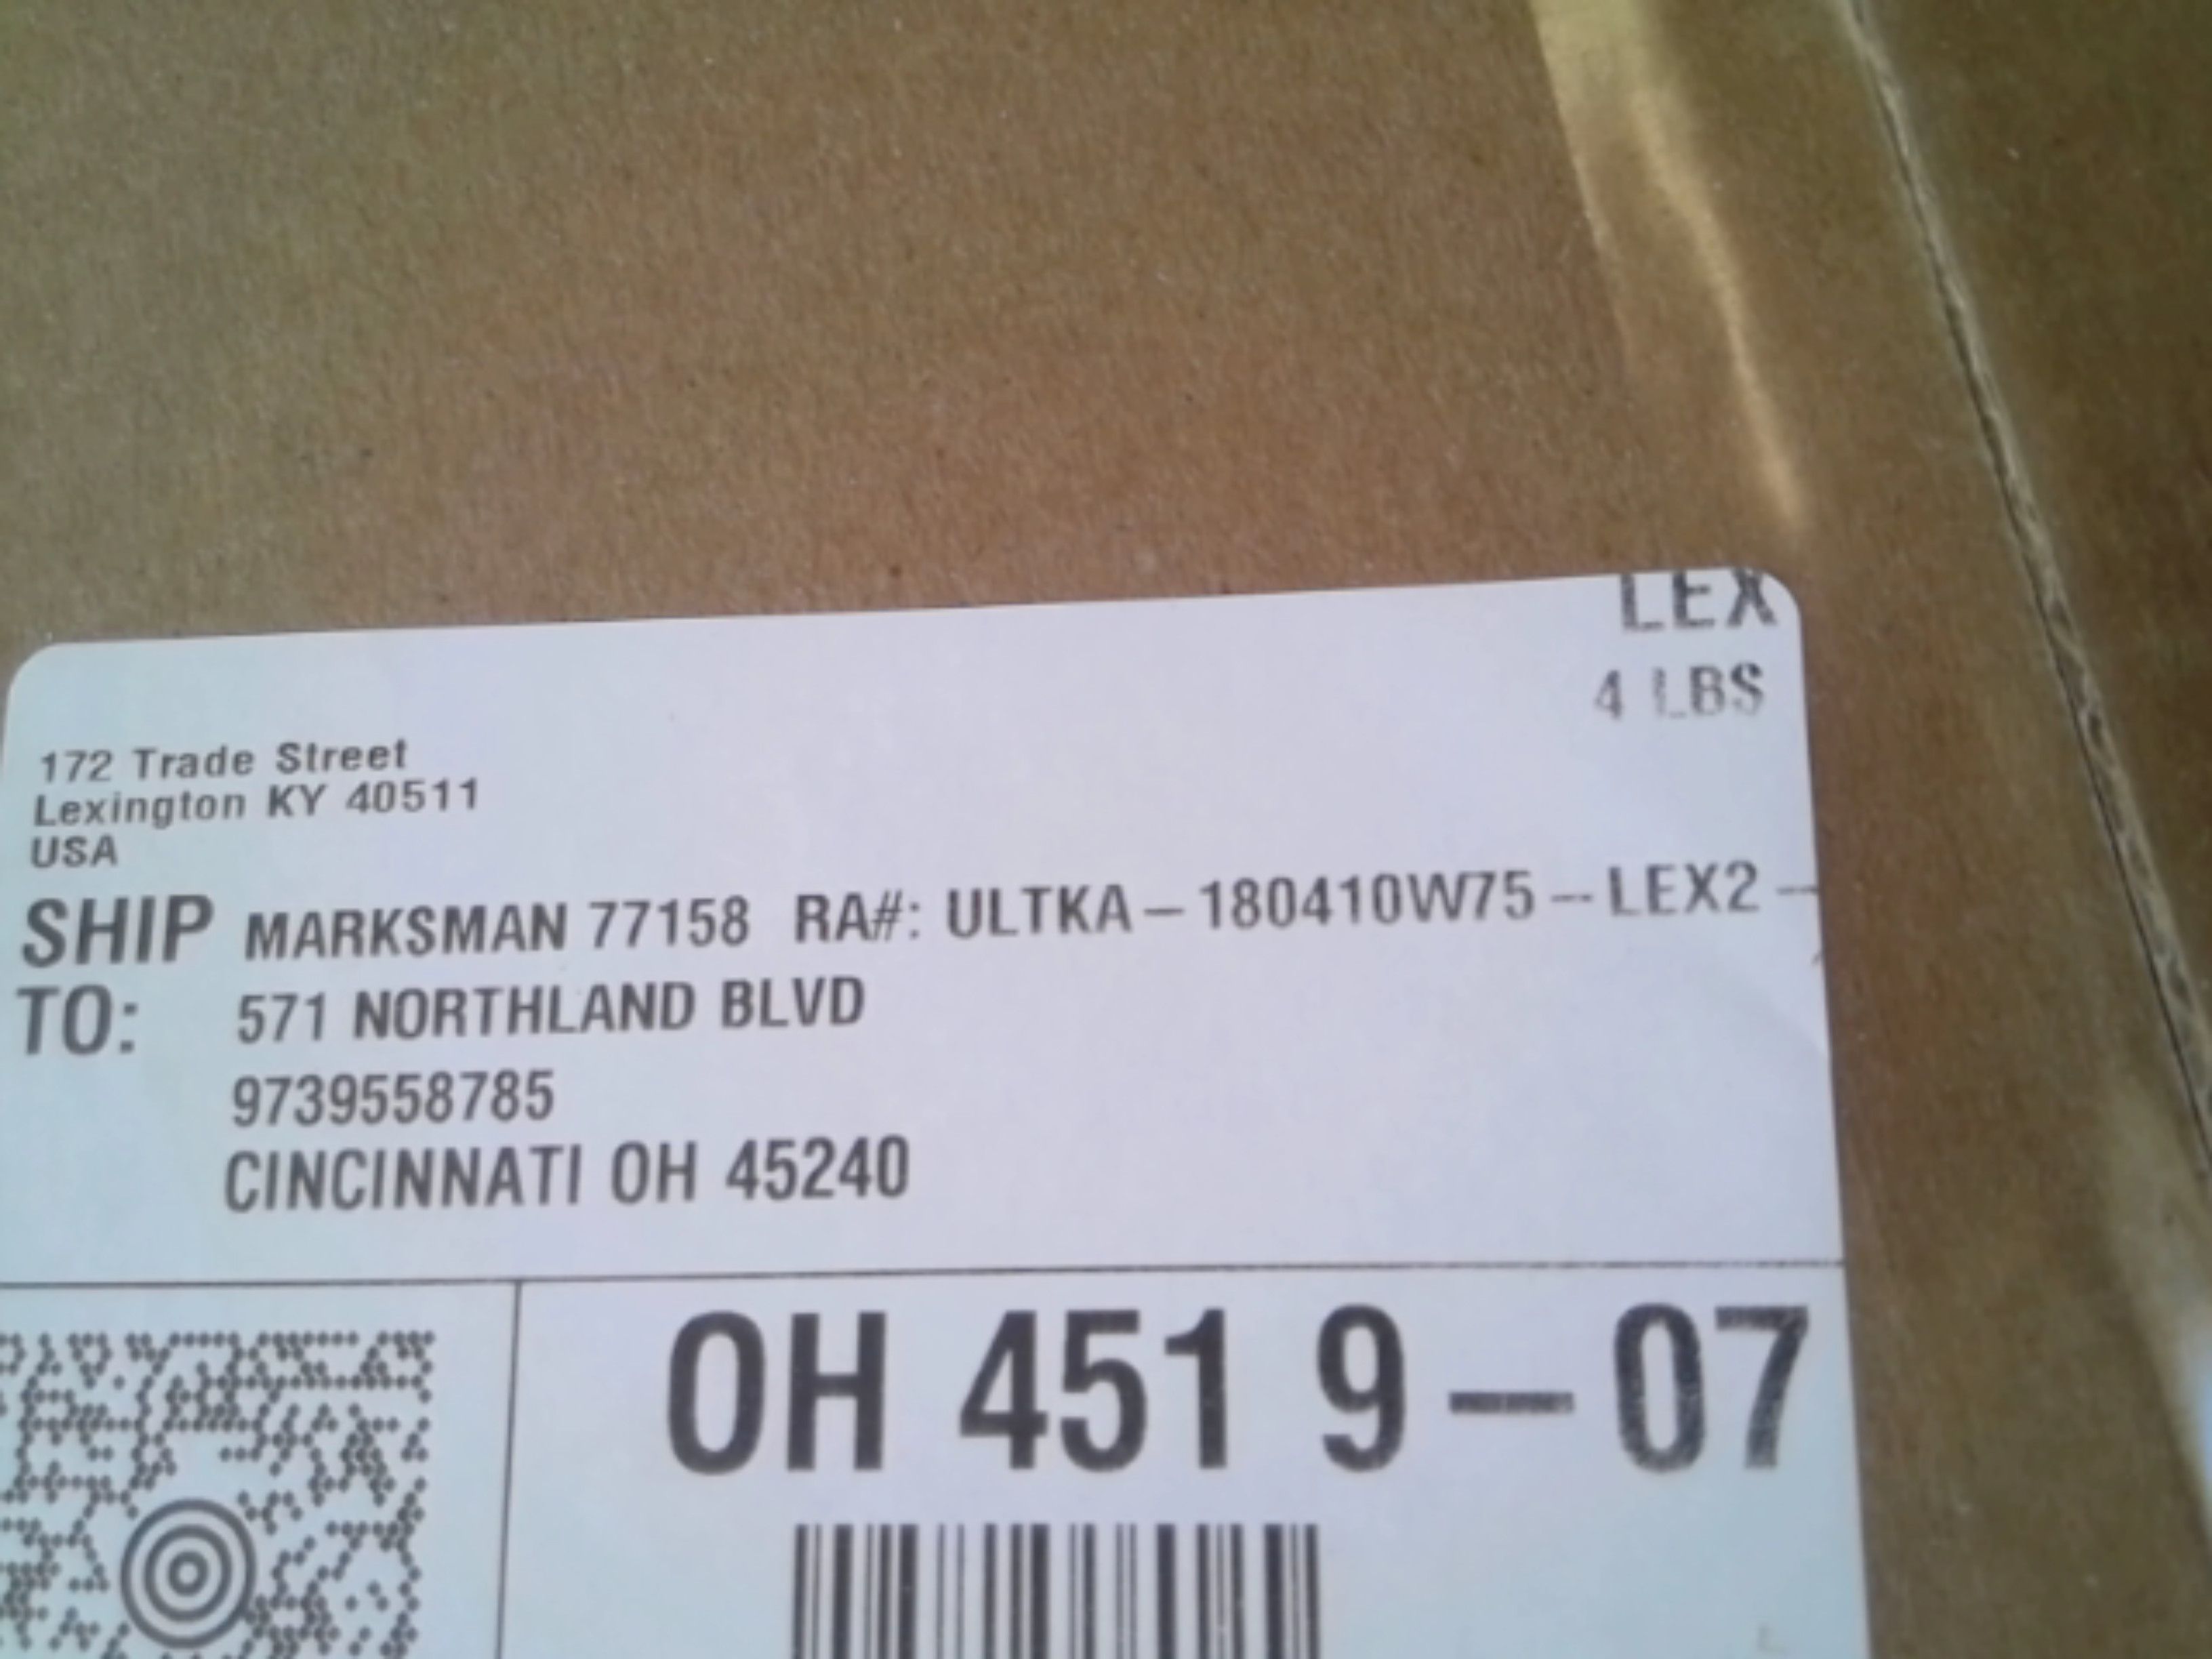 LEX
4 LBS
172 Trade Street
Lexington KY 40511
USA
SHIP TO: MARKSMAN 77158 RA#: ULTKA-180410W75--LEX2-
571 NORTHLAND BLVD
9739558785
CINCINNATI OH 45240
OH 451 9-07